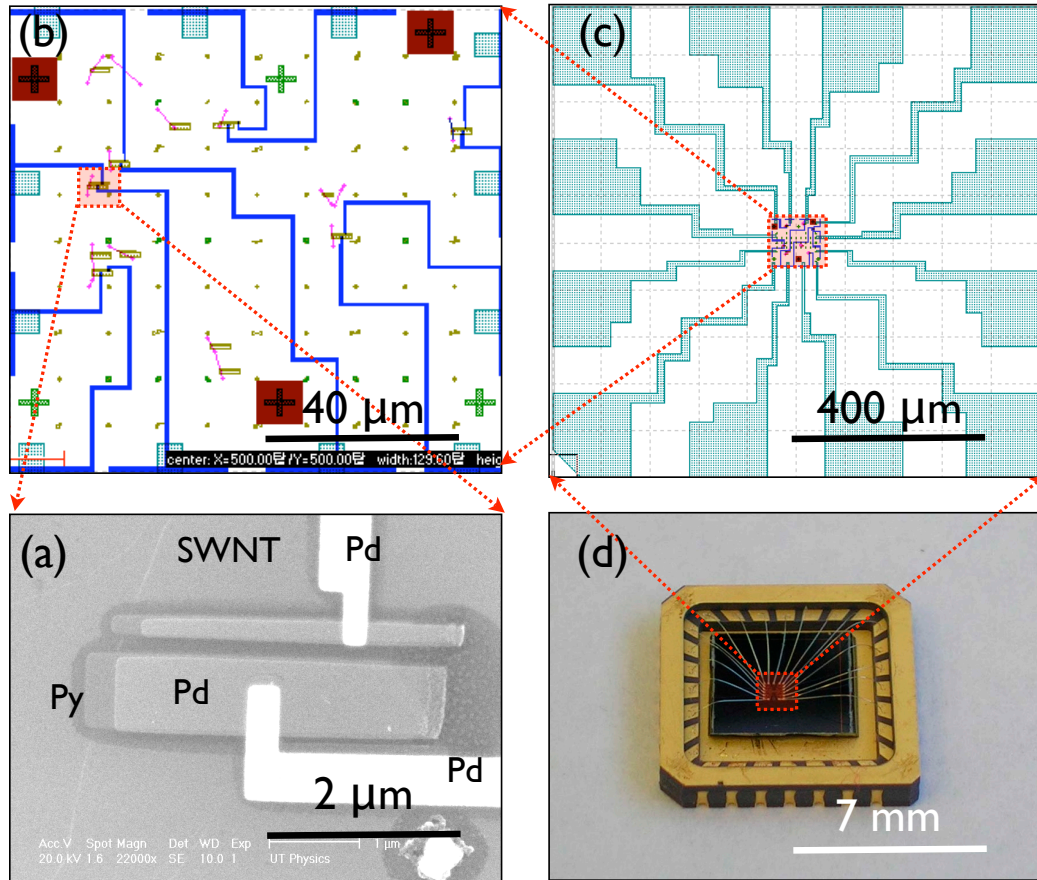 (b)
40 µm
center: X=500.00 /Y=500.00 width:129.60 heig
(c)
400 µm
(a)
SWNT
Pd
Py
Pd
Pd
2 µm
Acc.V Spot Magn Det WD Exp
20.0 kV 1.6 22000x SE 10.0 1 UT Physics
1 µm
(d)
7 mm